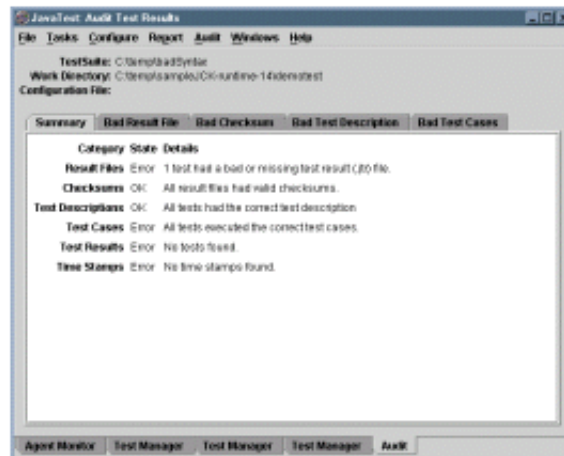 JavaTest: Audit Test Results
File Tasks Configure Report Audit Windows Help
TestSuite: C:\temp\badSyntax
Work Directory: C:\temp\sampleJCK-runtime-14\demotest
Configuration File:
Summary Bad Result File Bad Checksum Bad Test Description Bad Test Cases
Category State Details
Result Files Error 1 test had a bad or missing test result (.jtr) file.
Checksums OK All result files had valid checksums.
Test Descriptions OK All tests had the correct test description
Test Cases Error All tests executed the correct test cases.
Test Results Error No tests found.
Time Stamps Error No time stamps found.
Agent Monitor Test Manager Test Manager Test Manager Audit